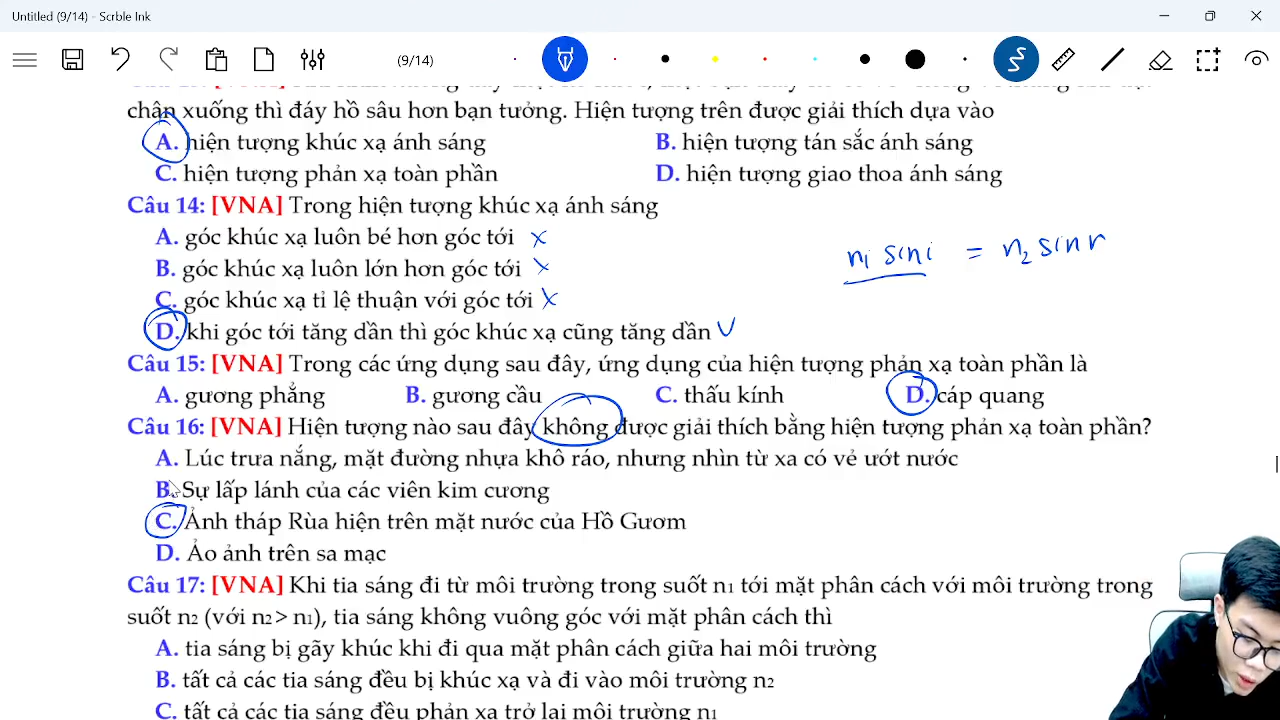 Untitled (9/14) - Scrble Ink
(9/14)
chân xuống thì đáy hồ sâu hơn bạn tưởng. Hiện tượng trên được giải thích dựa vào
A. hiện tượng khúc xạ ánh sáng B. hiện tượng tán sắc ánh sáng
C. hiện tượng phản xạ toàn phần D. hiện tượng giao thoa ánh sáng
Câu 14: [VNA] Trong hiện tượng khúc xạ ánh sáng
A. góc khúc xạ luôn bé hơn góc tới x
n₁ sini = n₂ sinr
B. góc khúc xạ luôn lớn hơn góc tới x
C. góc khúc xạ tỉ lệ thuận với góc tới x
D. khi góc tới tăng dần thì góc khúc xạ cũng tăng dần v
Câu 15: [VNA] Trong các ứng dụng sau đây, ứng dụng của hiện tượng phản xạ toàn phần là
A. gương phẳng B. gương cầu C. thấu kính D. cáp quang
Câu 16: [VNA] Hiện tượng nào sau đây không được giải thích bằng hiện tượng phản xạ toàn phần?
A. Lúc trưa nắng, mặt đường nhựa khô ráo, nhưng nhìn từ xa có vẻ ướt nước
B. Sự lấp lánh của các viên kim cương
C. Ảnh tháp Rùa hiện trên mặt nước của Hồ Gươm
D. Ảo ảnh trên sa mạc
Câu 17: [VNA] Khi tia sáng đi từ môi trường trong suốt n₁ tới mặt phân cách với môi trường trong
suốt n₂ (với n₂ > n₁), tia sáng không vuông góc với mặt phân cách thì
A. tia sáng bị gãy khúc khi đi qua mặt phân cách giữa hai môi trường
B. tất cả các tia sáng đều bị khúc xạ và đi vào môi trường n₂
C. tất cả các tia sáng đều phản xạ trở lại môi trường n₁